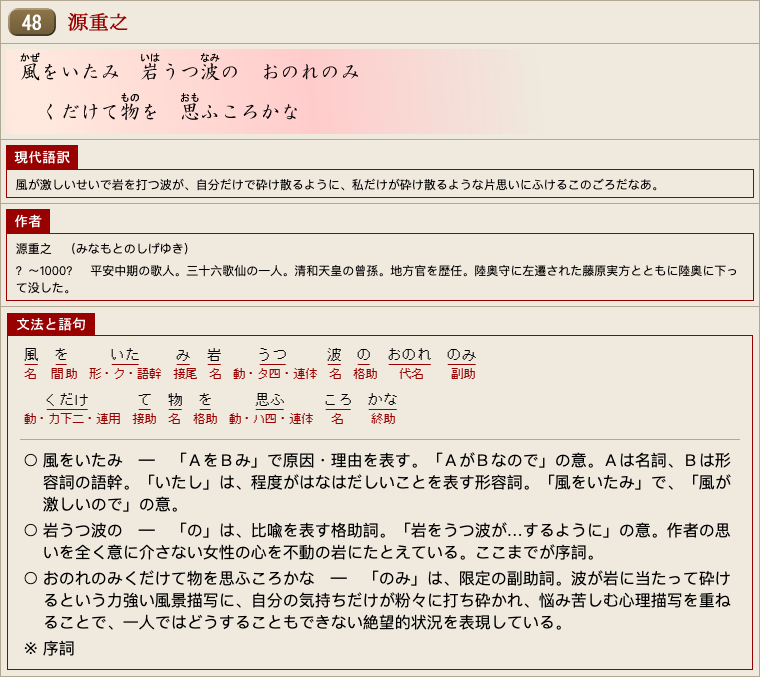 48 源重之
風をいたみ 岩うつ波の おのれのみ
くだけて物を 思ふころかな
かぜ いは なみ
もの おも
現代語訳
風が激しいせいで岩を打つ波が、自分だけで砕け散るように、私だけが砕け散るような片思いにふけるこのごろだなあ。
作者
源重之 (みなもとのしげゆき)
? ～1000? 平安中期の歌人。三十六歌仙の一人。清和天皇の曾孫。地方官を歴任。陸奥守に左遷された藤原実方とともに陸奥に下っ
て没した。
文法と語句
風 を いた み 岩 うつ 波 の おのれ のみ
名 間助 形・ク・語幹 接尾 名 動・タ四・連体 名 格助 代名 副助
くだけ て 物 を 思ふ ころ かな
動・カ下二・連用 接助 名 格助 動・ハ四・連体 名 終助
○ 風をいたみ ― 「ＡをＢみ」で原因・理由を表す。「ＡがＢなので」の意。Ａは名詞、Ｂは形
容詞の語幹。「いたし」は、程度がはなはだしいことを表す形容詞。「風をいたみ」で、「風が
激しいので」の意。
○ 岩うつ波の ― 「の」は、比喩を表す格助詞。「岩をうつ波が…するように」の意。作者の思
いを全く意に介さない女性の心を不動の岩にたとえている。ここまでが序詞。
○ おのれのみくだけて物を思ふころかな ― 「のみ」は、限定の副助詞。波が岩に当たって砕け
るという力強い風景描写に、自分の気持ちだけが粉々に打ち砕かれ、悩み苦しむ心理描写を重ね
ることで、一人ではどうすることもできない絶望的状況を表現している。
※ 序詞